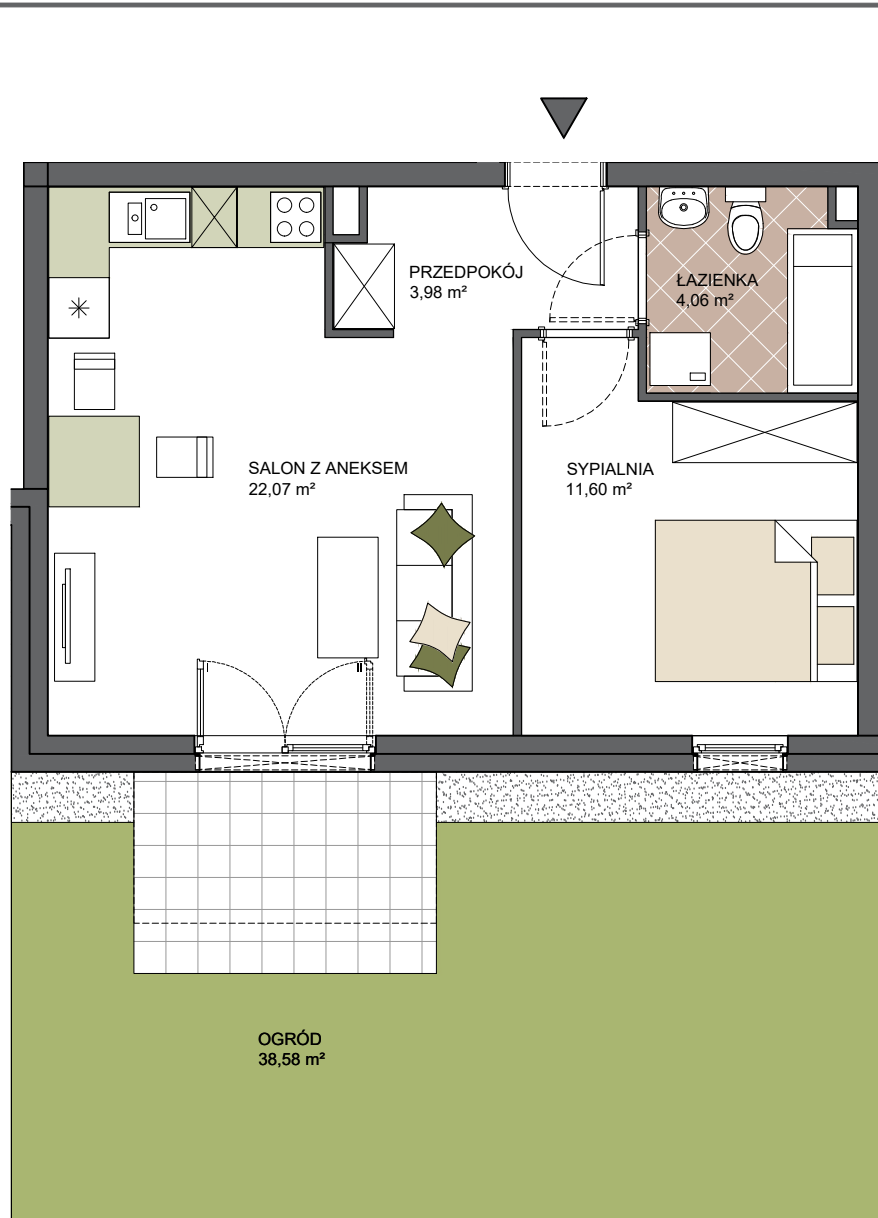 PRZEDPOKÓJ
3,98 m²
ŁAZIENKA
4,06 m²
SALON Z ANEKSEM
22,07 m²
SYPIALNIA
11,60 m²
OGRÓD
38,58 m²